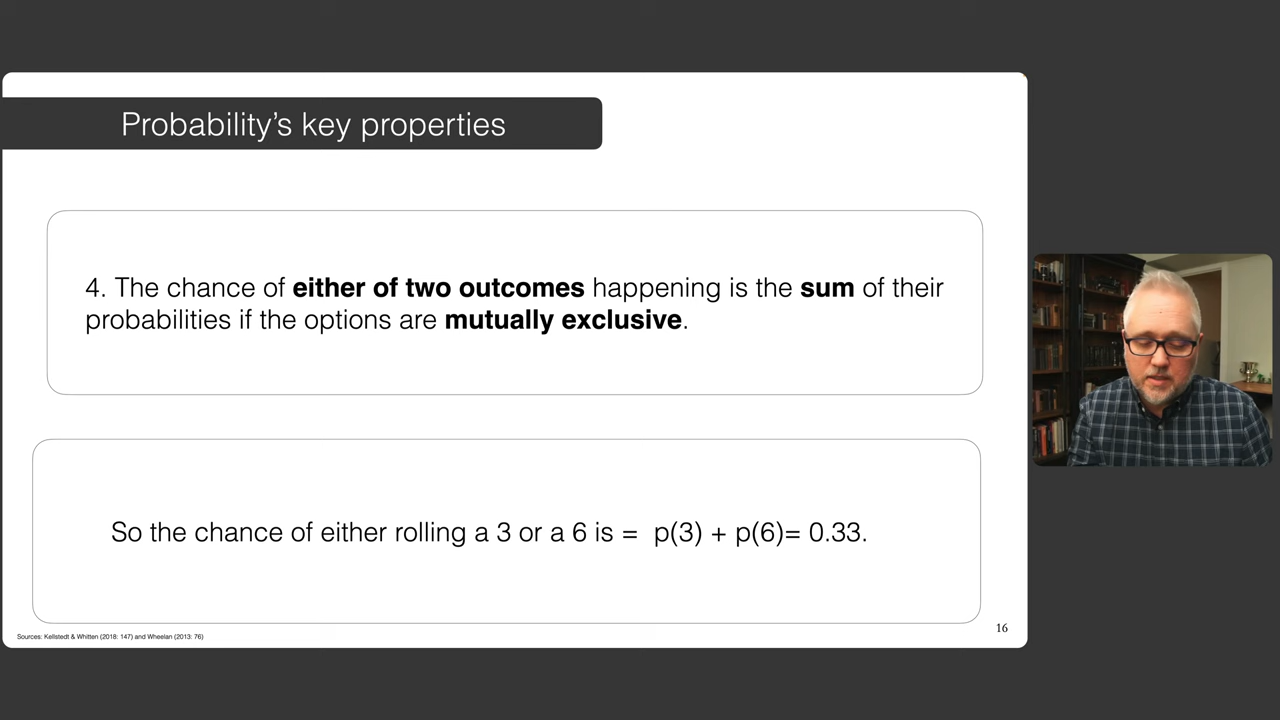 Probability's key properties
4. The chance of either of two outcomes happening is the sum of their
probabilities if the options are mutually exclusive.
So the chance of either rolling a 3 or a 6 is =  p(3) + p(6)= 0.33.
Sources: Kellstedt & Whitten (2018: 147) and Wheelan (2013: 76)
16